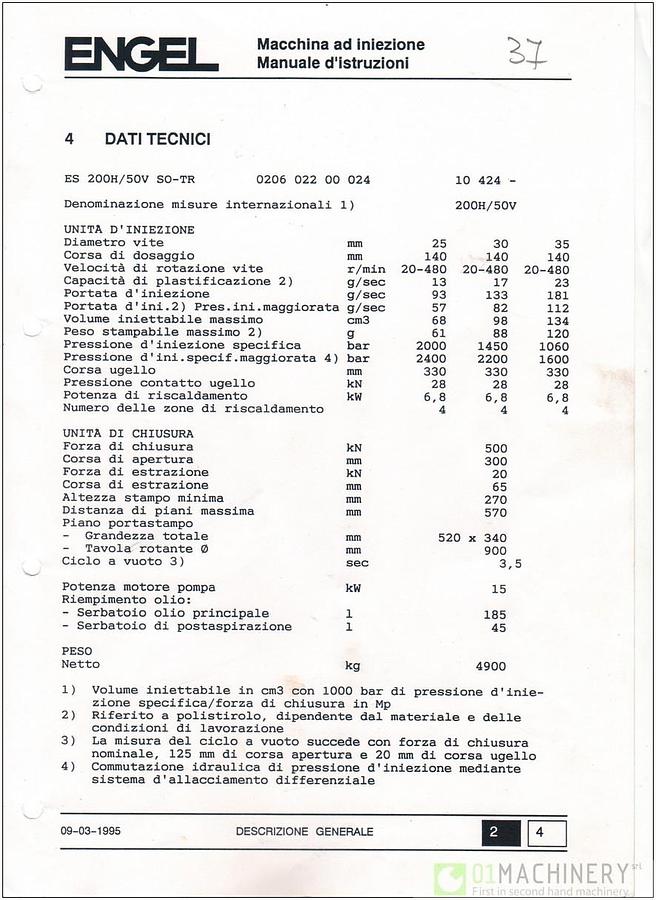 ENGEL
Macchina ad iniezione
Manuale d'istruzioni
37
4 DATI TECNICI
ES 200H/50V SO-TR 0206 022 00 024 10 424 -
Denominazione misure internazionali 1) 200H/50V
UNITA D'INIEZIONE
Diametro vite mm 25 30 35
Corsa di dosaggio mm 140 140 140
Velocità di rotazione vite r/min 20-480 20-480 20-480
Capacità di plastificazione 2) g/sec 13 17 23
Portata d'iniezione g/sec 93 133 181
Portata d'ini.2) Pres.ini.maggiorata g/sec 57 82 112
Volume iniettabile massimo cm3 68 98 134
Peso stampabile massimo 2) g 61 88 120
Pressione d'iniezione specifica bar 2000 1450 1060
Pressione d'ini.specif.maggiorata 4) bar 2400 2200 1600
Corsa ugello mm 330 330 330
Pressione contatto ugello kN 28 28 28
Potenza di riscaldamento kW 6,8 6,8 6,8
Numero delle zone di riscaldamento 4 4 4
UNITA DI CHIUSURA
Forza di chiusura kN 500
Corsa di apertura mm 300
Forza di estrazione kN 20
Corsa di estrazione mm 65
Altezza stampo minima mm 270
Distanza di piani massima mm 570
Piano portastampo
- Grandezza totale mm 520 x 340
- Tavola rotante Ø mm 900
Ciclo a vuoto 3) sec 3,5
Potenza motore pompa kW 15
Riempimento olio:
- Serbatoio olio principale l 185
- Serbatoio di postaspirazione l 45
PESO
Netto kg 4900
1) Volume iniettabile in cm3 con 1000 bar di pressione d'inie-
zione specifica/forza di chiusura in Mp
2) Riferito a polistirolo, dipendente dal materiale e delle
condizioni di lavorazione
3) La misura del ciclo a vuoto succede con forza di chiusura
nominale, 125 mm di corsa apertura e 20 mm di corsa ugello
4) Commutazione idraulica di pressione d'iniezione mediante
sistema d'allacciamento differenziale
09-03-1995 DESCRIZIONE GENERALE 2 4
01MACHINERY srl
First in second hand machinery.